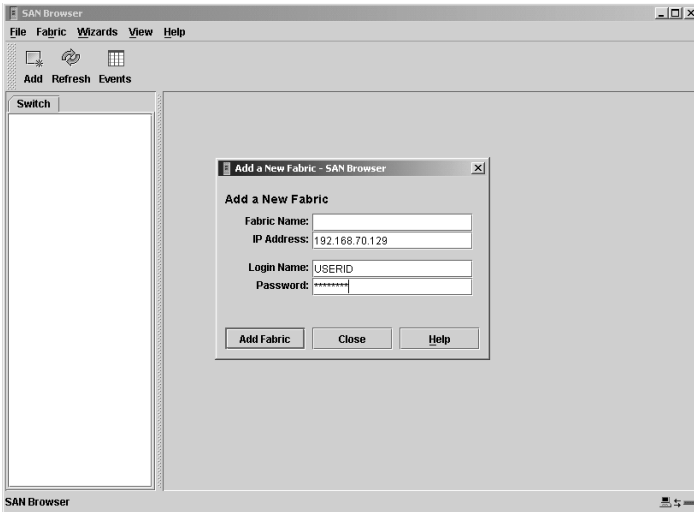 SAN Browser
File Fabric Wizards View Help
Add Refresh Events
Switch
Add a New Fabric - SAN Browser
Add a New Fabric
Fabric Name:
IP Address: 192.168.70.129
Login Name: USERID
Password: ********
Add Fabric Close Help
SAN Browser